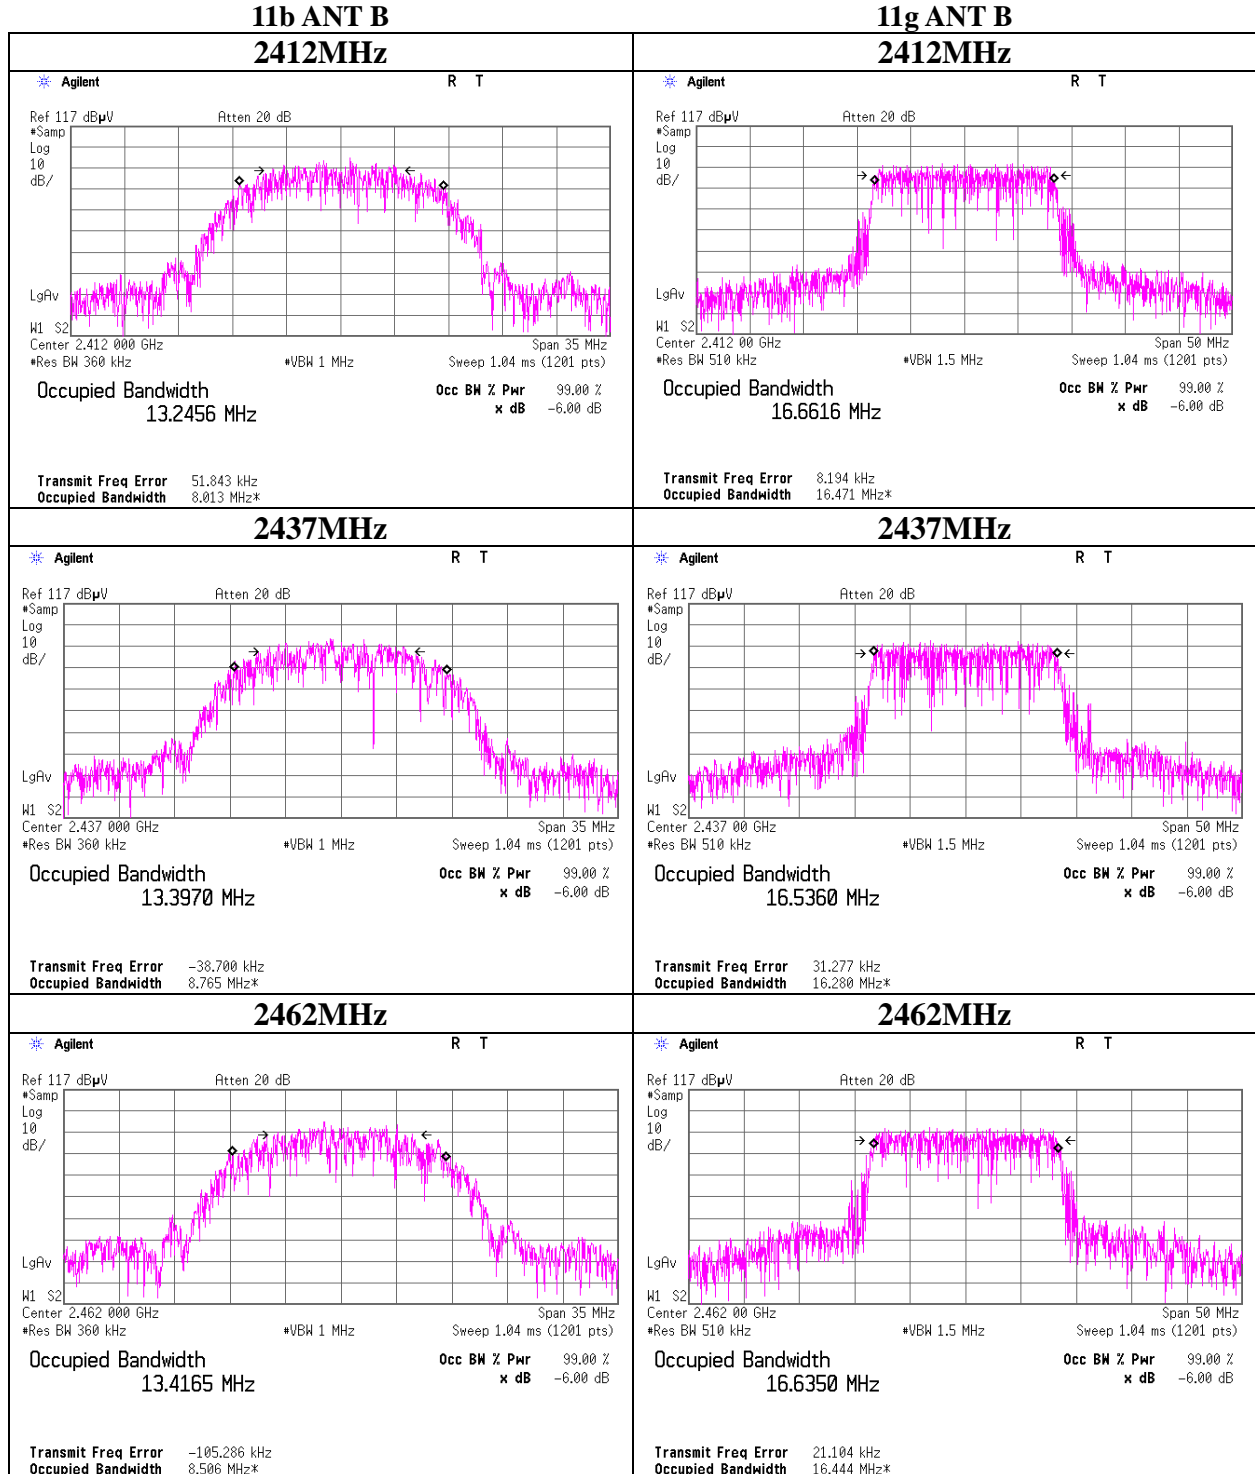 11b ANT B 11g ANT B
2412MHz 2412MHz
Agilent R T
Ref 117 dBµV Atten 20 dB
#Samp
Log
10
dB/
LgAv
W1 S2
Center 2.412 000 GHz Span 35 MHz
#Res BW 360 kHz #VBW 1 MHz Sweep 1.04 ms (1201 pts)
Occupied Bandwidth Occ BW % Pwr 99.00 %
13.2456 MHz x dB -6.00 dB
Transmit Freq Error 51.843 kHz
Occupied Bandwidth 8.013 MHz*
Agilent R T
Ref 117 dBµV Atten 20 dB
#Samp
Log
10
dB/
LgAv
W1 S2
Center 2.412 00 GHz Span 50 MHz
#Res BW 510 kHz #VBW 1.5 MHz Sweep 1.04 ms (1201 pts)
Occupied Bandwidth Occ BW % Pwr 99.00 %
16.6616 MHz x dB -6.00 dB
Transmit Freq Error 8.194 kHz
Occupied Bandwidth 16.471 MHz*
2437MHz 2437MHz
Agilent R T
Ref 117 dBµV Atten 20 dB
#Samp
Log
10
dB/
LgAv
W1 S2
Center 2.437 000 GHz Span 35 MHz
#Res BW 360 kHz #VBW 1 MHz Sweep 1.04 ms (1201 pts)
Occupied Bandwidth Occ BW % Pwr 99.00 %
13.3970 MHz x dB -6.00 dB
Transmit Freq Error -38.700 kHz
Occupied Bandwidth 8.765 MHz*
Agilent R T
Ref 117 dBµV Atten 20 dB
#Samp
Log
10
dB/
LgAv
W1 S2
Center 2.437 00 GHz Span 50 MHz
#Res BW 510 kHz #VBW 1.5 MHz Sweep 1.04 ms (1201 pts)
Occupied Bandwidth Occ BW % Pwr 99.00 %
16.5360 MHz x dB -6.00 dB
Transmit Freq Error 31.277 kHz
Occupied Bandwidth 16.280 MHz*
2462MHz 2462MHz
Agilent R T
Ref 117 dBµV Atten 20 dB
#Samp
Log
10
dB/
LgAv
W1 S2
Center 2.462 000 GHz Span 35 MHz
#Res BW 360 kHz #VBW 1 MHz Sweep 1.04 ms (1201 pts)
Occupied Bandwidth Occ BW % Pwr 99.00 %
13.4165 MHz x dB -6.00 dB
Transmit Freq Error -105.286 kHz
Occupied Bandwidth 8.506 MHz*
Agilent R T
Ref 117 dBµV Atten 20 dB
#Samp
Log
10
dB/
LgAv
W1 S2
Center 2.462 00 GHz Span 50 MHz
#Res BW 510 kHz #VBW 1.5 MHz Sweep 1.04 ms (1201 pts)
Occupied Bandwidth Occ BW % Pwr 99.00 %
16.6350 MHz x dB -6.00 dB
Transmit Freq Error 21.104 kHz
Occupied Bandwidth 16.444 MHz*